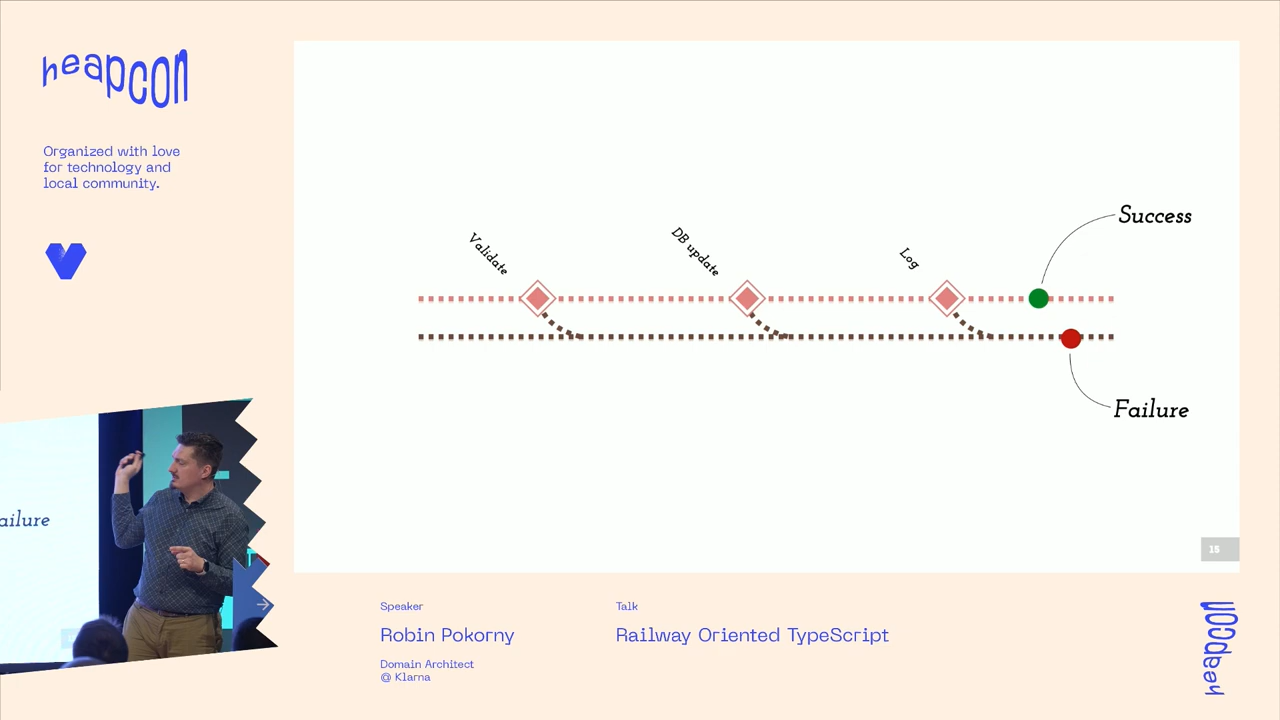 heapcon
Organized with love
for technology and
local community.
Validate
DB update
Log
Success
Failure
15
ailure
Speaker
Robin Pokorny
Domain Architect
@ Klarna
Talk
Railway Oriented TypeScript
heapcon